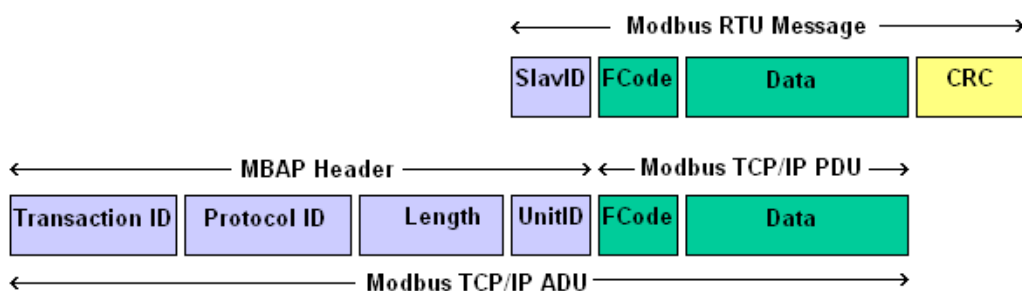 Modbus RTU Message
SlavID FCode Data CRC
MBAP Header Modbus TCP/IP PDU
Transaction ID Protocol ID Length UnitID FCode Data
Modbus TCP/IP ADU